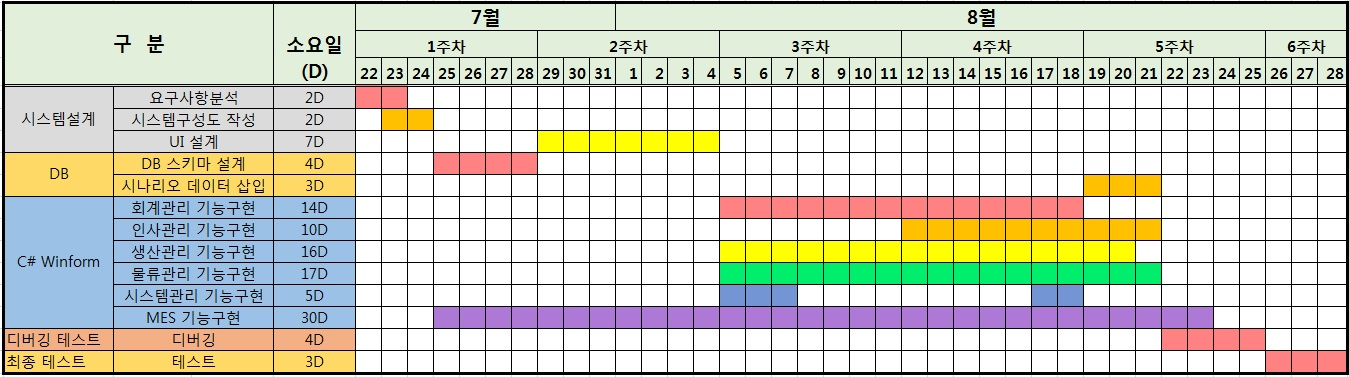 구 분 소요일 (D) 7월 8월
1주차 2주차 3주차 4주차 5주차 6주차
22 23 24 25 26 27 28 29 30 31 1 2 3 4 5 6 7 8 9 10 11 12 13 14 15 16 17 18 19 20 21 22 23 24 25 26 27 28
시스템설계 요구사항분석 2D
시스템구성도 작성 2D
UI 설계 7D
DB DB 스키마 설계 4D
시나리오 데이터 삽입 3D
C# Winform 회계관리 기능구현 14D
인사관리 기능구현 10D
생산관리 기능구현 16D
물류관리 기능구현 17D
시스템관리 기능구현 5D
MES 기능구현 30D
디버깅 테스트 디버깅 4D
최종 테스트 테스트 3D